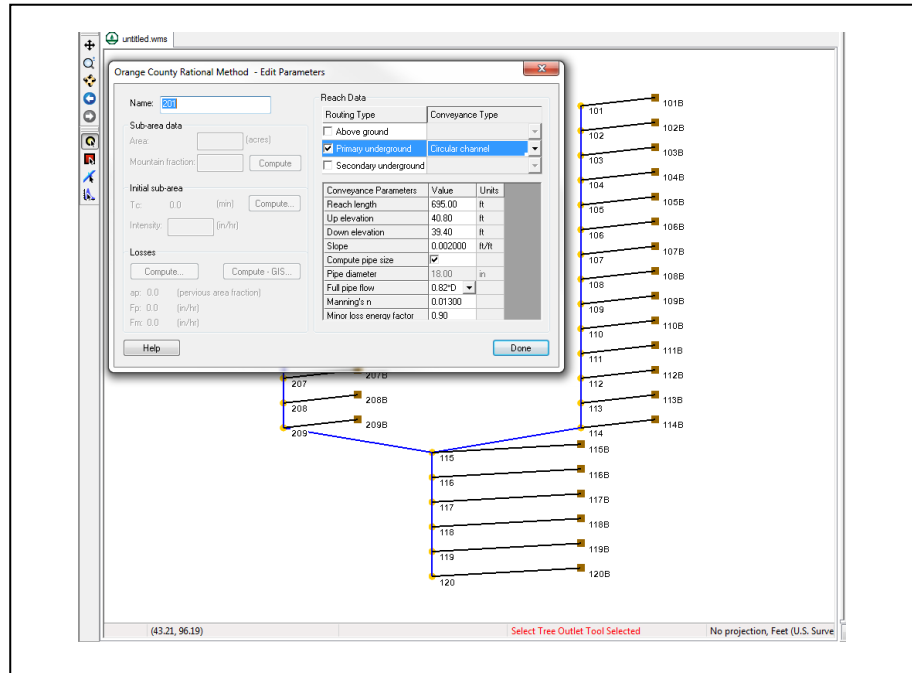 untitled.wms
Orange County Rational Method - Edit Parameters
Name: 201
Sub-area data
Area: (acres)
Mountain fraction: Compute
Initial sub-area
Tc: 0.0 (min) Compute...
Intensity: (in/hr)
Losses
Compute... Compute - GIS...
ap: 0.0 (pervious area fraction)
Fp: 0.0 (in/hr)
Fm: 0.0 (in/hr)
Reach Data
Routing Type Conveyance Type
Above ground
Primary underground Circular channel
Secondary underground
Conveyance Parameters Value Units
Reach length 695.00 ft
Up elevation 40.80 ft
Down elevation 39.40 ft
Slope 0.002000 ft/ft
Compute pipe size
Pipe diameter 18.00 in
Full pipe flow 0.82*D
Manning's n 0.01300
Minor loss energy factor 0.90
Help Done
101 101B
102 102B
103 103B
104 104B
105 105B
106 106B
107 107B
108 108B
109 109B
110 110B
111 111B
112 112B
113 113B
114 114B
207 207B
208 208B
209 209B
115 115B
116 116B
117 117B
118 118B
119 119B
120 120B
(43.21, 96.19) Select Tree Outlet Tool Selected No projection, Feet (U.S. Surve